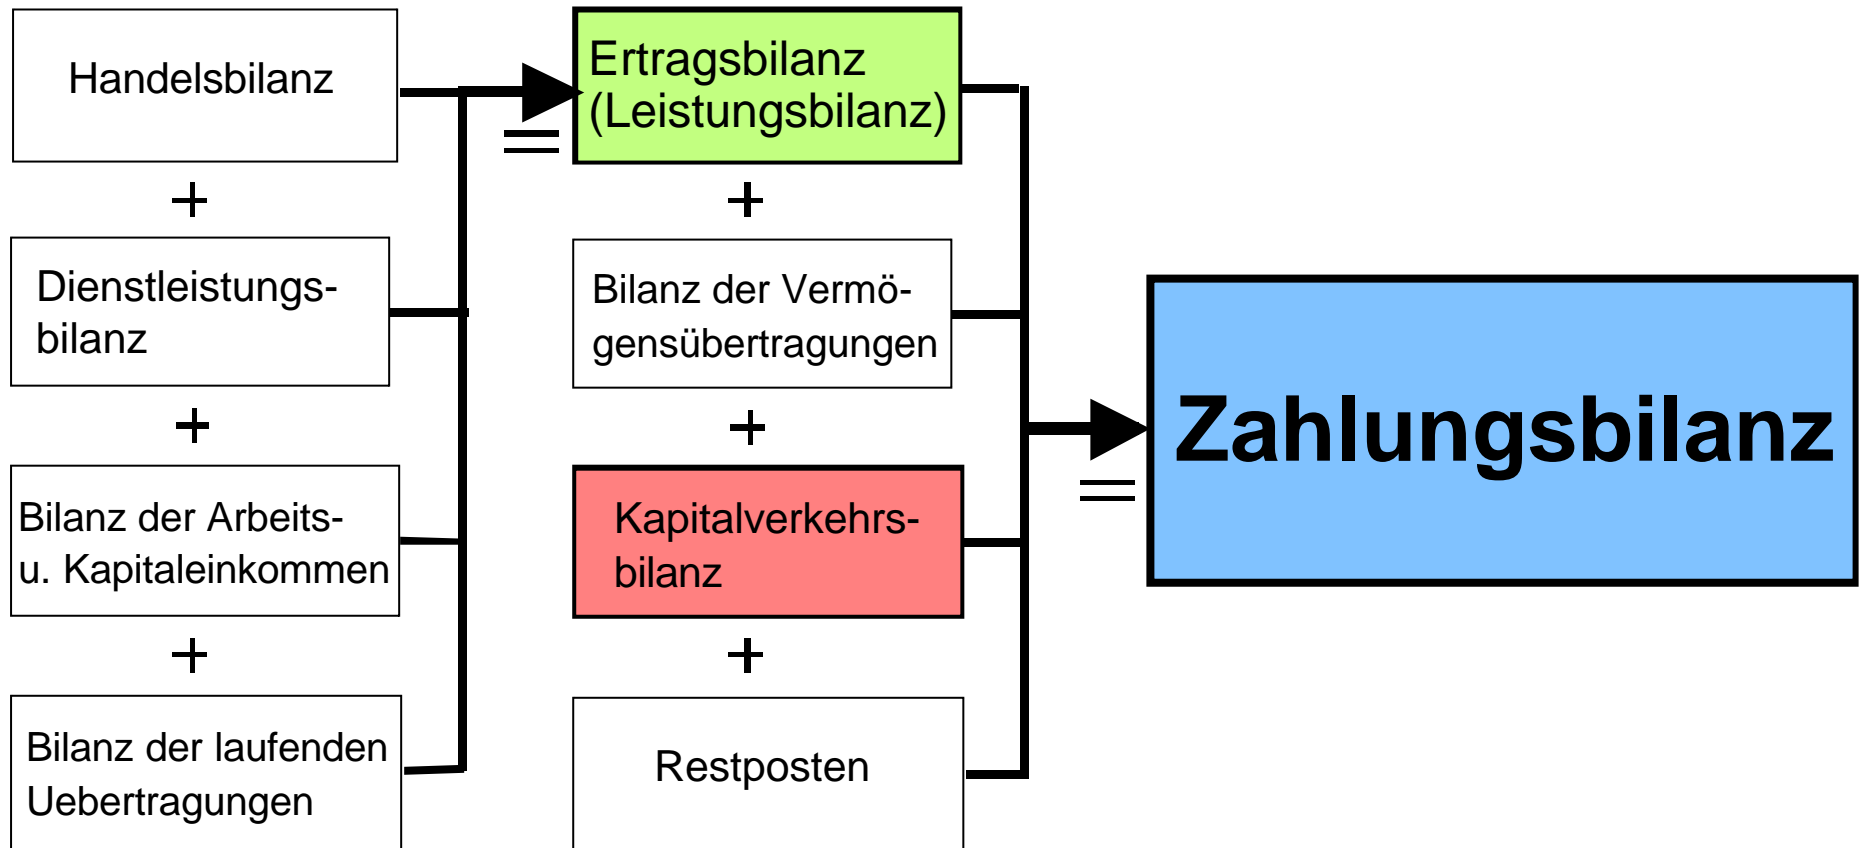 Handelsbilanz
+
Dienstleistungs-
bilanz
+
Bilanz der Arbeits-
u. Kapitaleinkommen
+
Bilanz der laufenden
Uebertragungen
=
Ertragsbilanz
(Leistungsbilanz)
+
Bilanz der Vermö-
gensübertragungen
+
Kapitalverkehrs-
bilanz
+
Restposten
=
Zahlungsbilanz